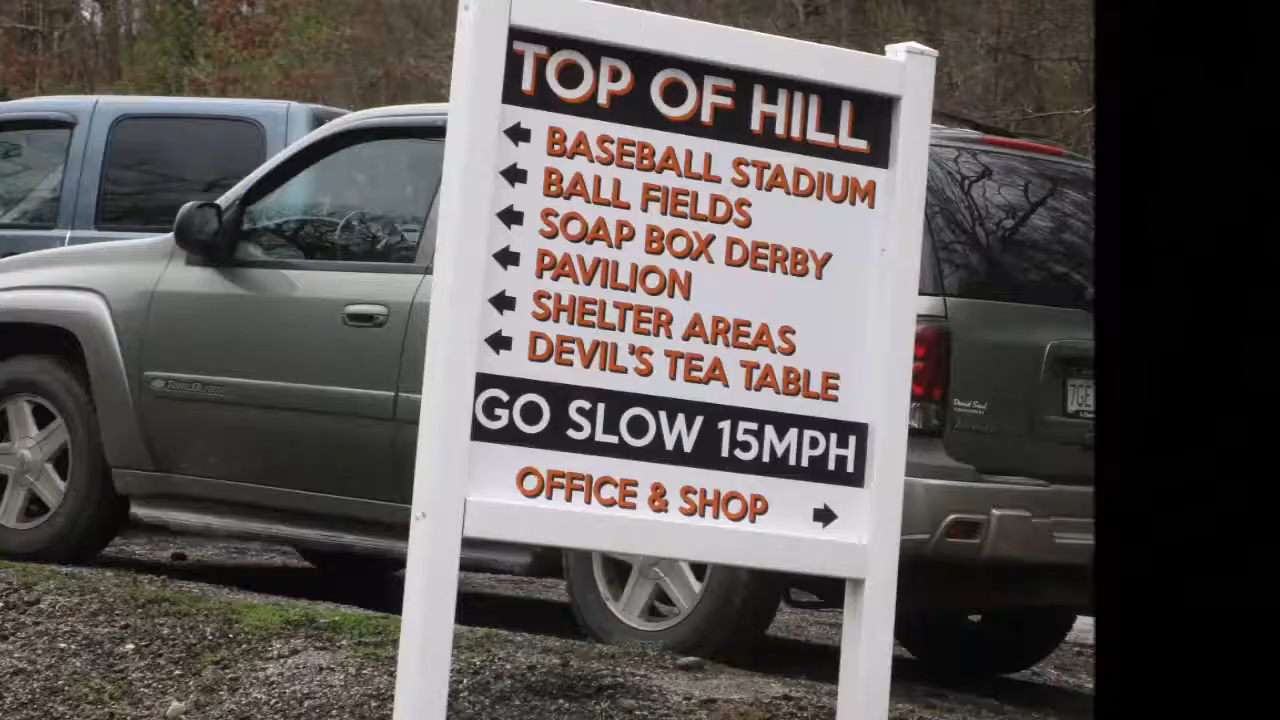 TOP OF HILL
BASEBALL STADIUM
BALL FIELDS
SOAP BOX DERBY
PAVILION
SHELTER AREAS
DEVIL'S TEA TABLE
GO SLOW 15MPH
OFFICE & SHOP
7GE